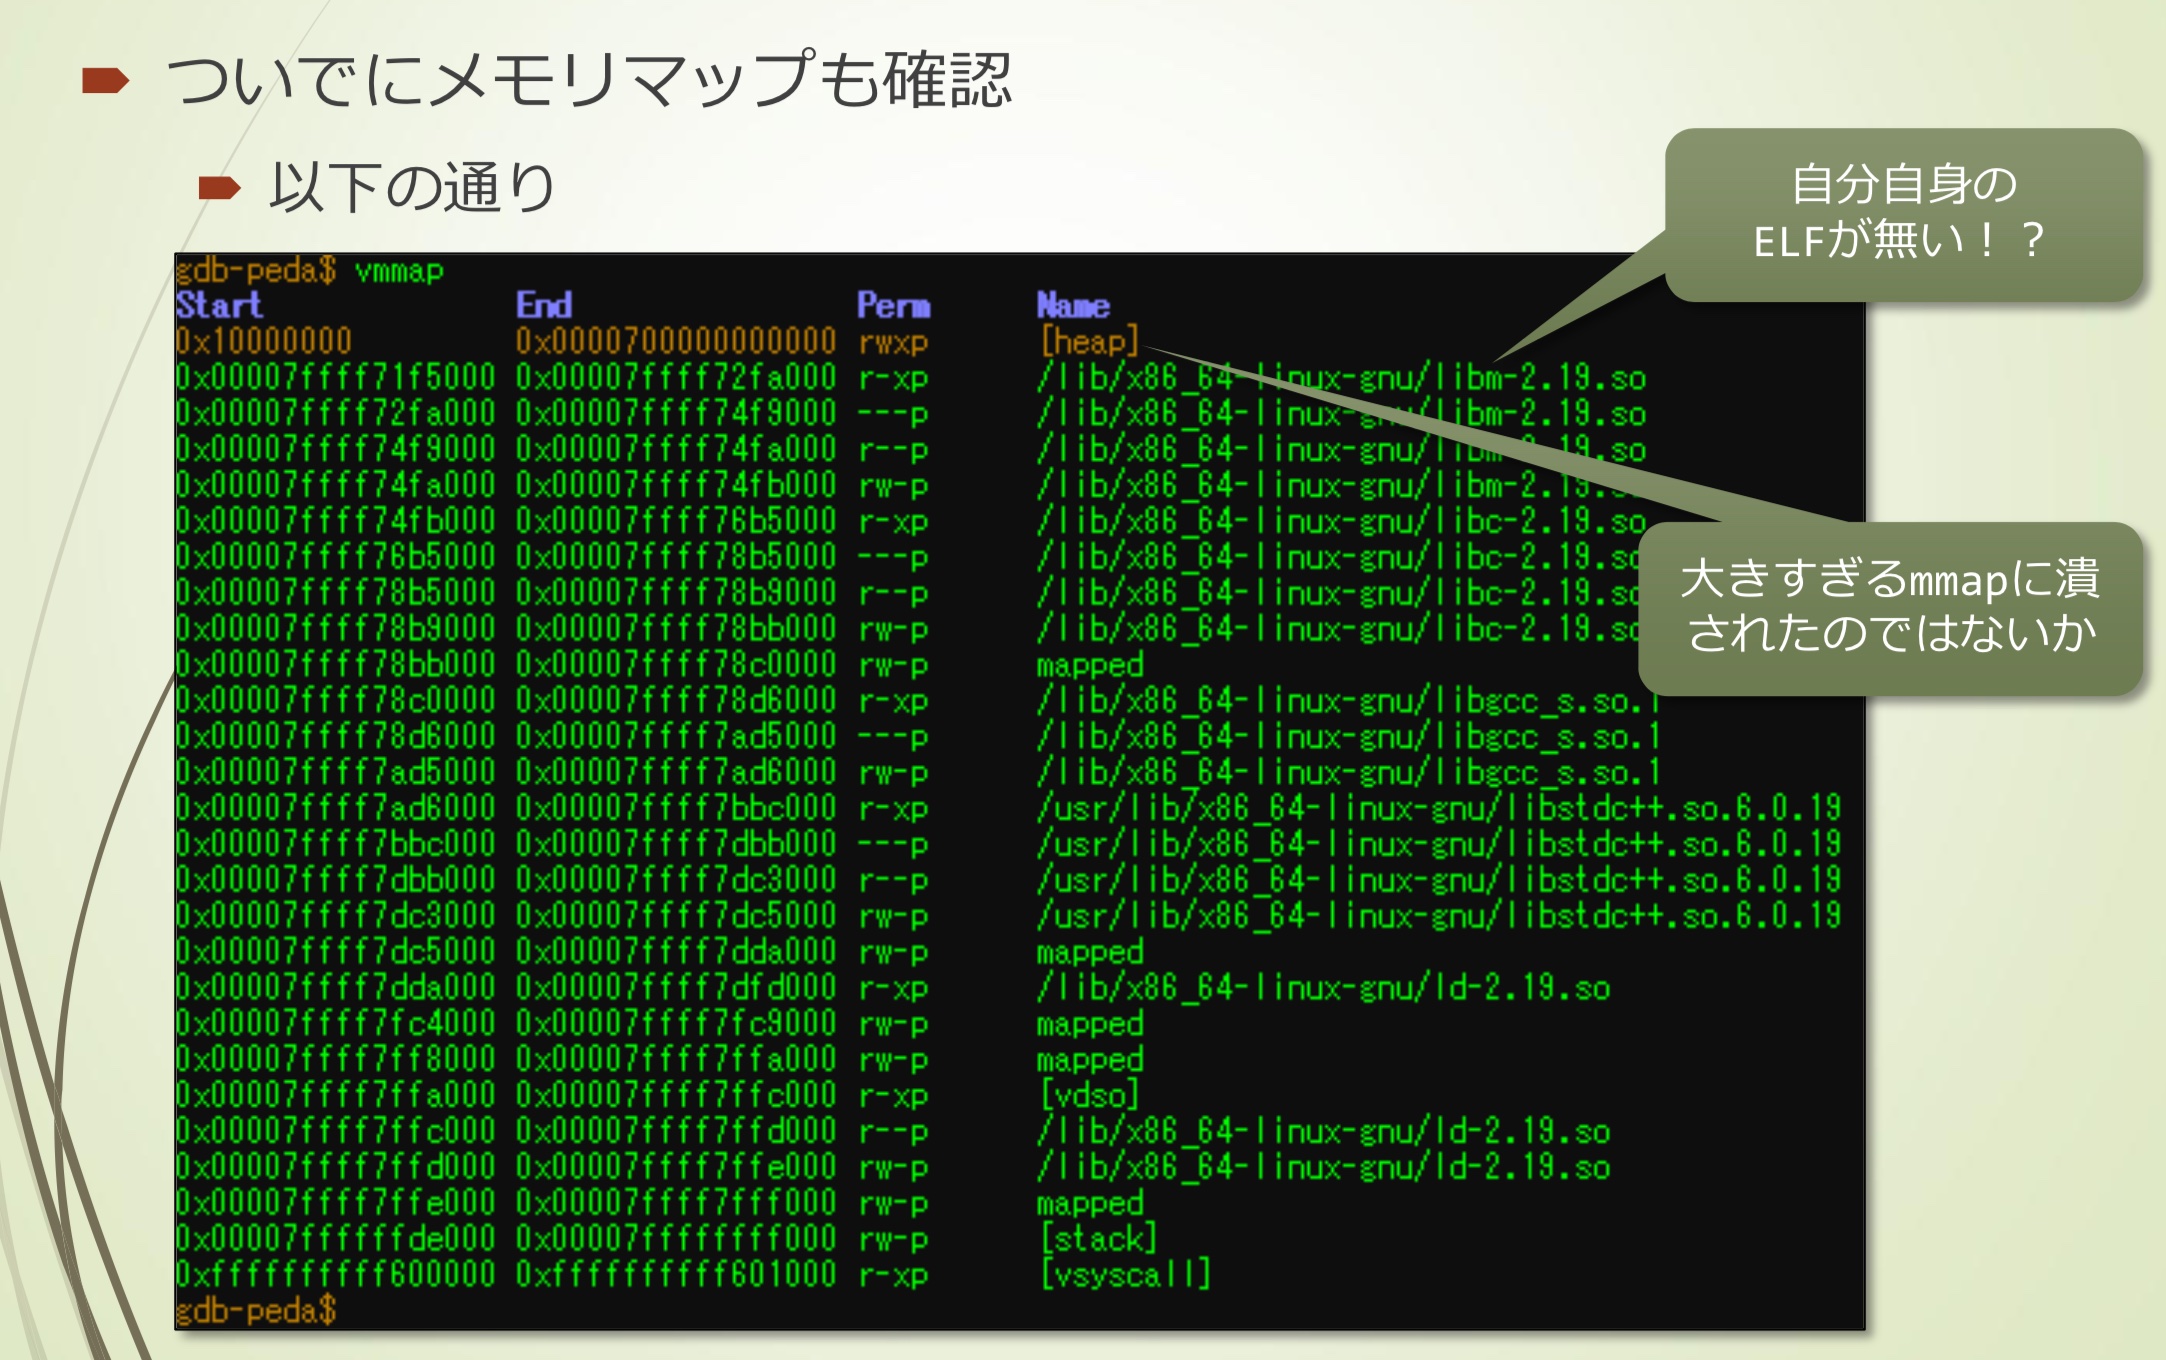 ついでにメモリマップも確認
以下の通り
自分自身の
ELFが無い！？
gdb-peda$ vmmap
Start End Perm Name
0x10000000 0x0000700000000000 rwxp [heap]
0x00007ffff71f5000 0x00007ffff72fa000 r-xp /lib/x86_64-linux-gnu/libm-2.19.so
0x00007ffff72fa000 0x00007ffff74f9000 ---p /lib/x86_64-linux-gnu/libm-2.19.so
0x00007ffff74f9000 0x00007ffff74fa000 r--p /lib/x86_64-linux-gnu/libm-2.19.so
0x00007ffff74fa000 0x00007ffff74fb000 rw-p /lib/x86_64-linux-gnu/libm-2.19.so
0x00007ffff74fb000 0x00007ffff76b5000 r-xp /lib/x86_64-linux-gnu/libc-2.19.so
0x00007ffff76b5000 0x00007ffff78b5000 ---p /lib/x86_64-linux-gnu/libc-2.19.so
0x00007ffff78b5000 0x00007ffff78b9000 r--p /lib/x86_64-linux-gnu/libc-2.19.so
0x00007ffff78b9000 0x00007ffff78bb000 rw-p /lib/x86_64-linux-gnu/libc-2.19.so
0x00007ffff78bb000 0x00007ffff78c0000 rw-p mapped
0x00007ffff78c0000 0x00007ffff78d6000 r-xp /lib/x86_64-linux-gnu/libgcc_s.so.1
0x00007ffff78d6000 0x00007ffff7ad5000 ---p /lib/x86_64-linux-gnu/libgcc_s.so.1
0x00007ffff7ad5000 0x00007ffff7ad6000 rw-p /lib/x86_64-linux-gnu/libgcc_s.so.1
0x00007ffff7ad6000 0x00007ffff7bbc000 r-xp /usr/lib/x86_64-linux-gnu/libstdc++.so.6.0.19
0x00007ffff7bbc000 0x00007ffff7dbb000 ---p /usr/lib/x86_64-linux-gnu/libstdc++.so.6.0.19
0x00007ffff7dbb000 0x00007ffff7dc3000 r--p /usr/lib/x86_64-linux-gnu/libstdc++.so.6.0.19
0x00007ffff7dc3000 0x00007ffff7dc5000 rw-p /usr/lib/x86_64-linux-gnu/libstdc++.so.6.0.19
0x00007ffff7dc5000 0x00007ffff7dda000 rw-p mapped
0x00007ffff7dda000 0x00007ffff7dfd000 r-xp /lib/x86_64-linux-gnu/ld-2.19.so
0x00007ffff7fc4000 0x00007ffff7fc9000 rw-p mapped
0x00007ffff7ff8000 0x00007ffff7ffa000 rw-p mapped
0x00007ffff7ffa000 0x00007ffff7ffc000 r-xp [vdso]
0x00007ffff7ffc000 0x00007ffff7ffd000 r--p /lib/x86_64-linux-gnu/ld-2.19.so
0x00007ffff7ffd000 0x00007ffff7ffe000 rw-p /lib/x86_64-linux-gnu/ld-2.19.so
0x00007ffff7ffe000 0x00007ffff7fff000 rw-p mapped
0x00007ffffffde000 0x00007ffffffff000 rw-p [stack]
0xffffffffff600000 0xffffffffff601000 r-xp [vsyscall]
gdb-peda$
大きすぎるmmapに潰
されたのではないか